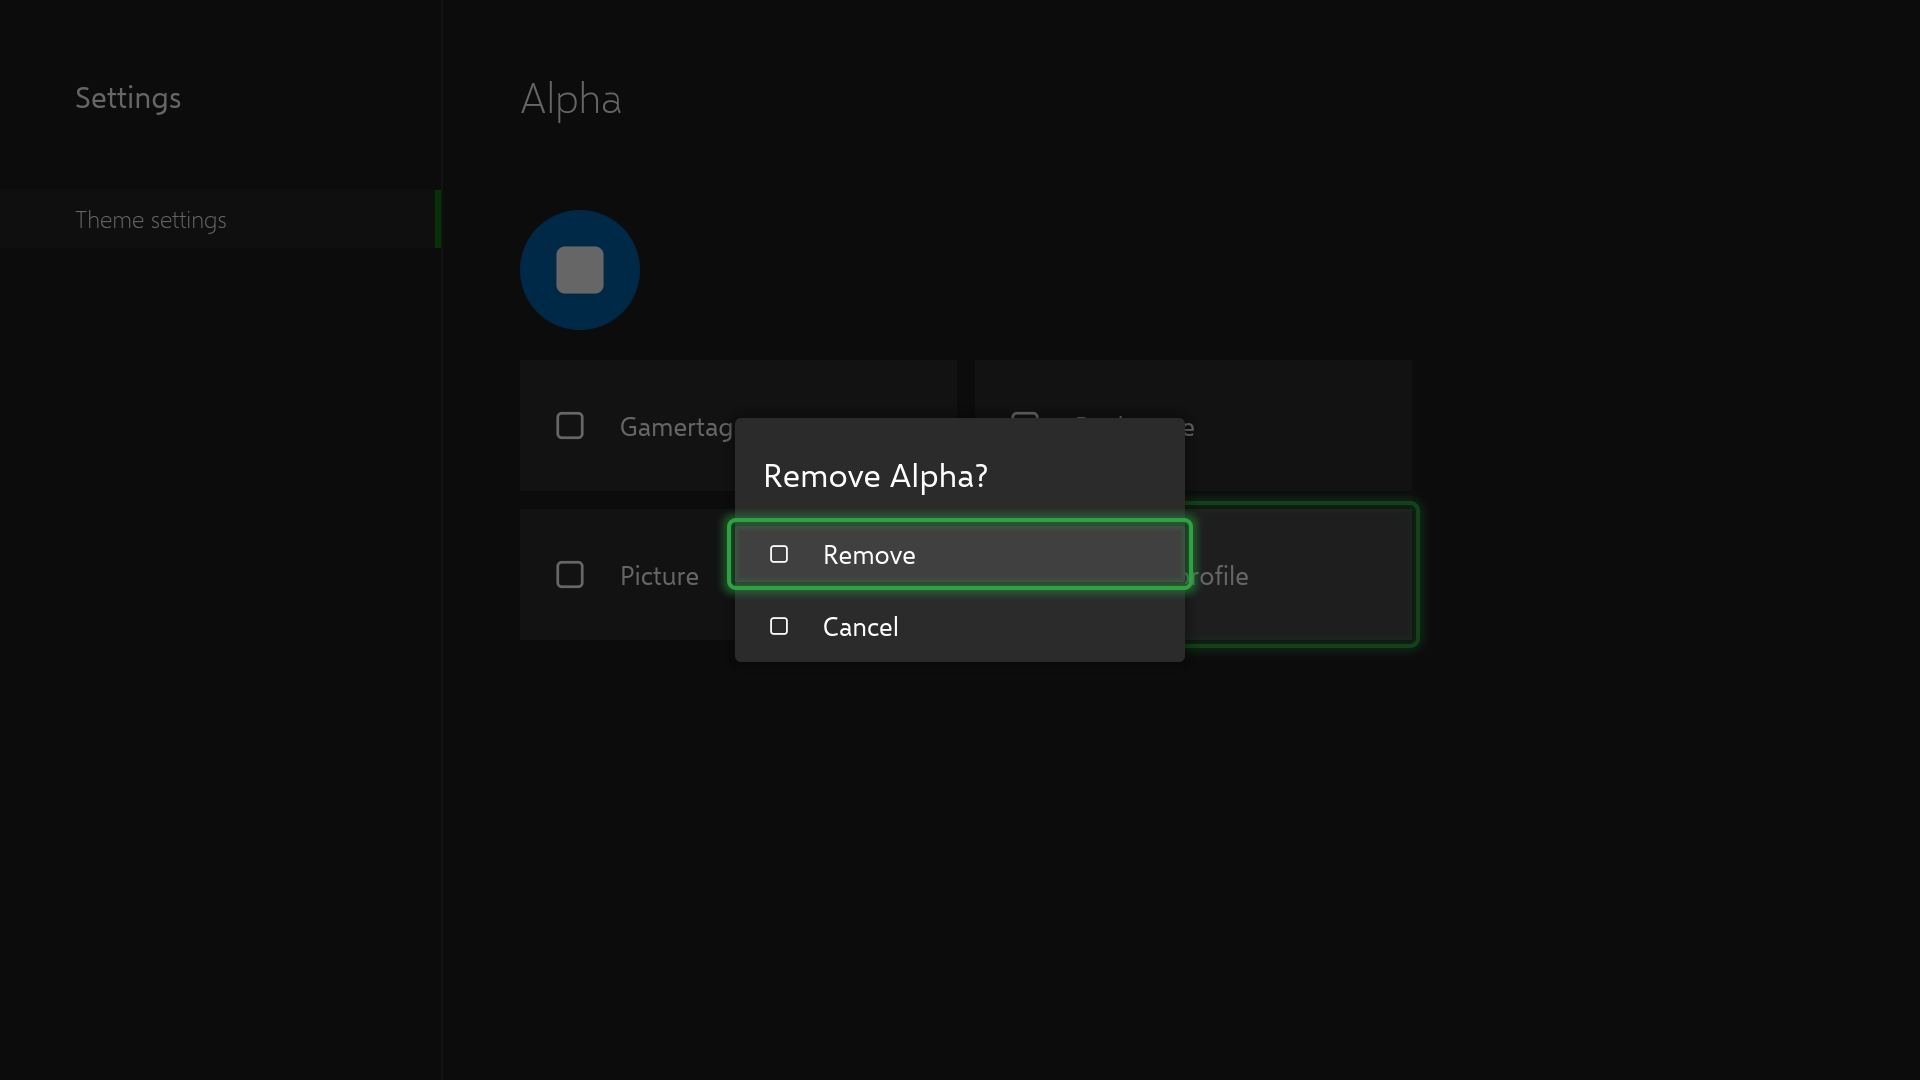 Settings
Alpha
Theme settings
Gamertag
Remove Alpha?
Remove
Picture
Cancel